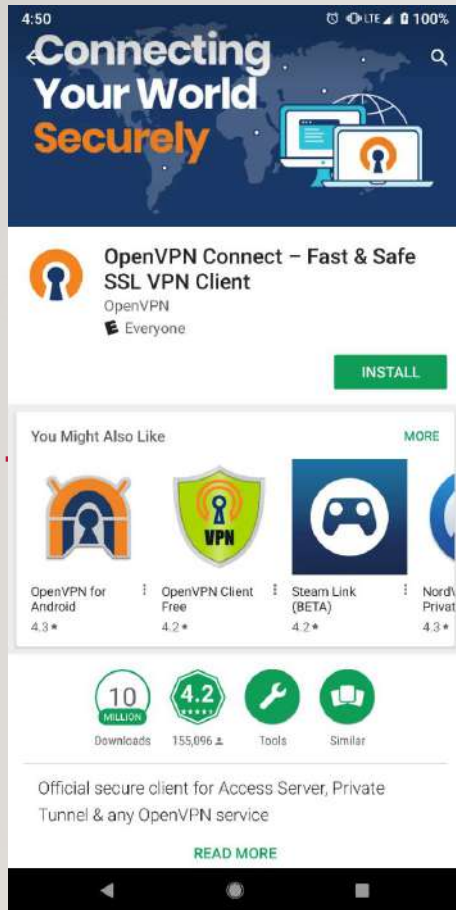 4:50
LTE
100%
Connecting
Your World
Securely
OpenVPN Connect – Fast & Safe
SSL VPN Client
OpenVPN
E Everyone
INSTALL
You Might Also Like
MORE
VPN
OpenVPN for
Android
4.3★
OpenVPN Client
Free
4.2★
Steam Link
(BETA)
4.2★
NordV
Privat
4.3★
10
MILLION
Downloads
4.2
155,096
Tools
Similar
Official secure client for Access Server, Private
Tunnel & any OpenVPN service
READ MORE